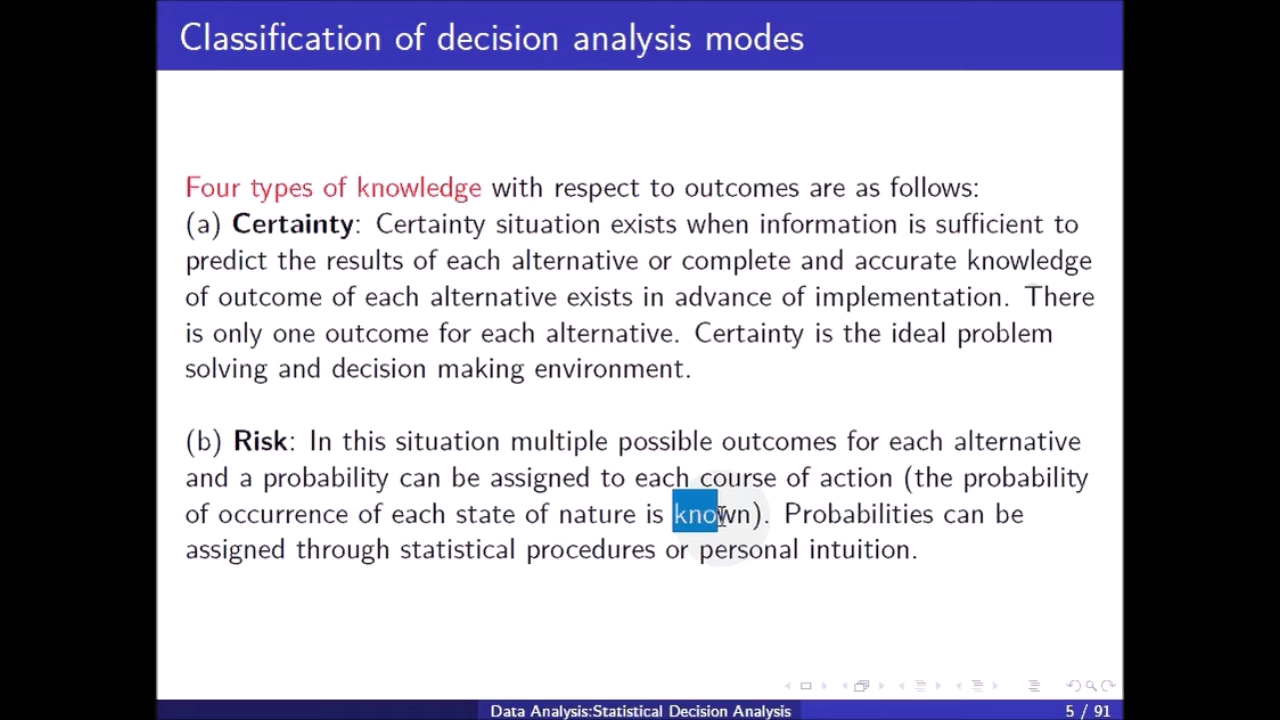 Classification of decision analysis modes
Four types of knowledge with respect to outcomes are as follows:
(a) Certainty: Certainty situation exists when information is sufficient to
predict the results of each alternative or complete and accurate knowledge
of outcome of each alternative exists in advance of implementation. There
is only one outcome for each alternative. Certainty is the ideal problem
solving and decision making environment.
(b) Risk: In this situation multiple possible outcomes for each alternative
and a probability can be assigned to each course of action (the probability
of occurrence of each state of nature is known). Probabilities can be
assigned through statistical procedures or personal intuition.
Data Analysis:Statistical Decision Analysis 5 / 91